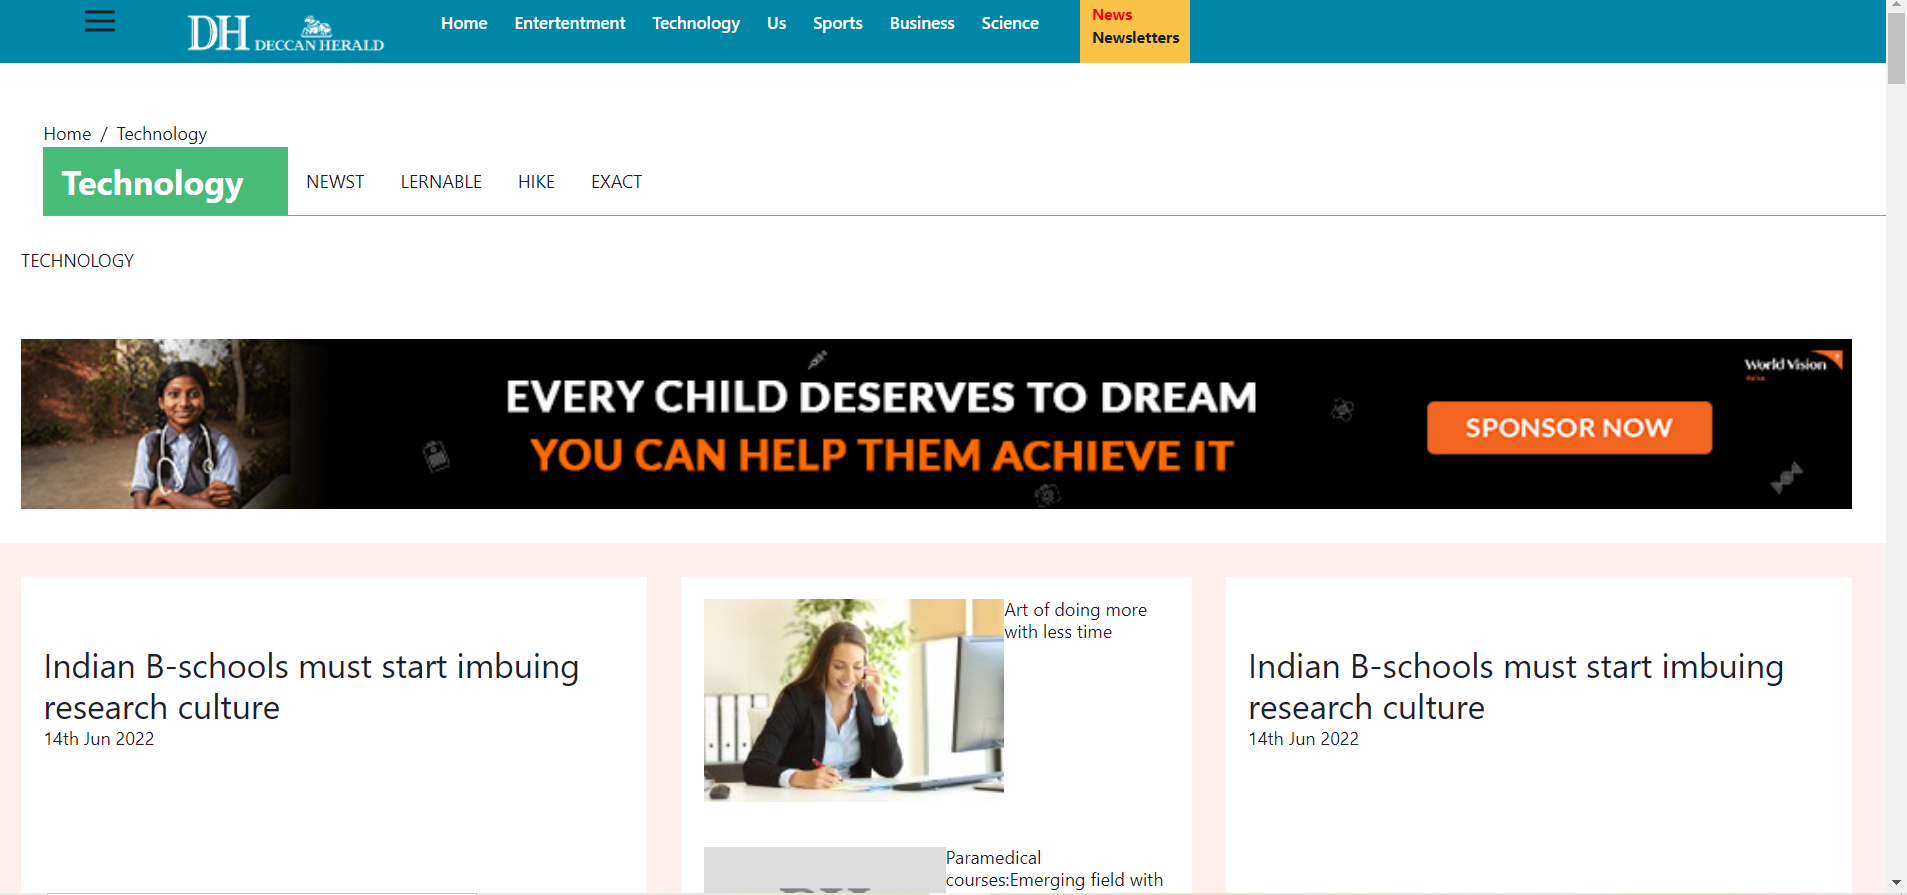 DH DECCAN HERALD
Home Entertentment Technology Us Sports Business Science
News
Newsletters
Home / Technology
Technology NEWST LERNABLE HIKE EXACT
TECHNOLOGY
World Vision
EVERY CHILD DESERVES TO DREAM
YOU CAN HELP THEM ACHIEVE IT
SPONSOR NOW
Indian B-schools must start imbuing
research culture
14th Jun 2022
Art of doing more
with less time
Paramedical
courses:Emerging field with
Indian B-schools must start imbuing
research culture
14th Jun 2022